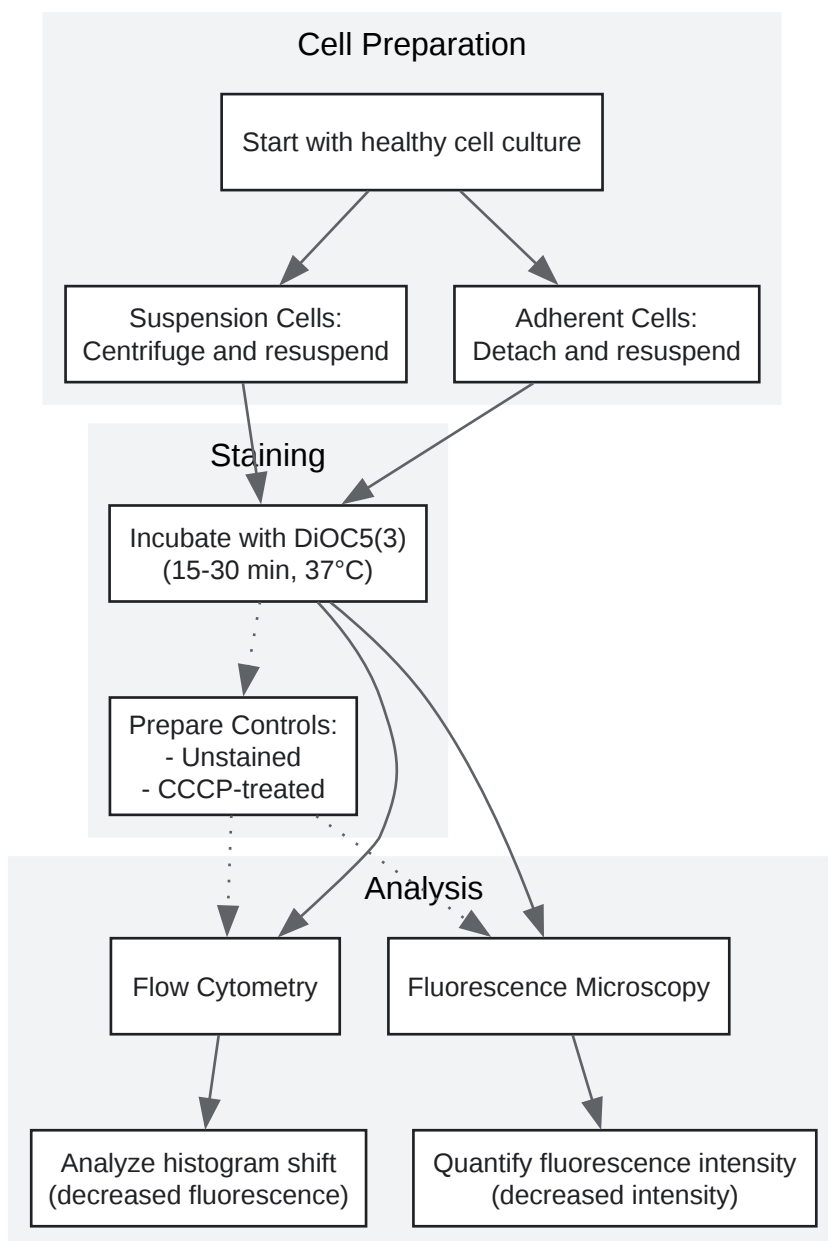 Cell Preparation
Start with healthy cell culture
Suspension Cells:
Centrifuge and resuspend
Adherent Cells:
Detach and resuspend
Staining
Incubate with DiOC5(3)
(15-30 min, 37°C)
Prepare Controls:
- Unstained
- CCCP-treated
Analysis
Flow Cytometry
Fluorescence Microscopy
Analyze histogram shift
(decreased fluorescence)
Quantify fluorescence intensity
(decreased intensity)